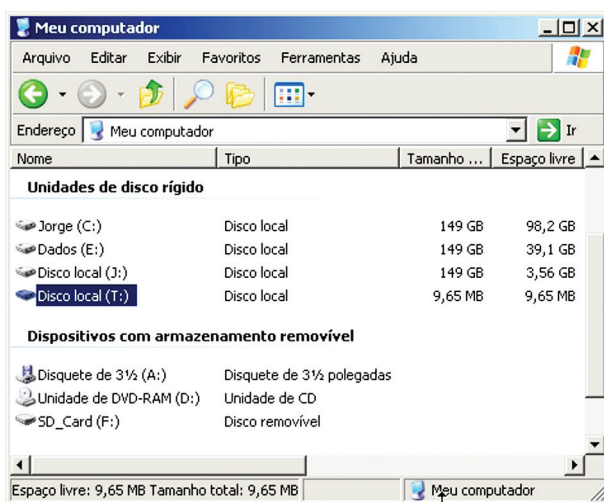 Meu computador
Arquivo Editar Exibir Favoritos Ferramentas Ajuda
Endereço Meu computador Ir
Nome Tipo Tamanho ... Espaço livre
Unidades de disco rígido
Jorge (C:) Disco local 149 GB 98,2 GB
Dados (E:) Disco local 149 GB 39,1 GB
Disco local (J:) Disco local 149 GB 3,56 GB
Disco local (T:) Disco local 9,65 MB 9,65 MB
Dispositivos com armazenamento removível
Disquete de 3½ (A:) Disquete de 3½ polegadas
Unidade de DVD-RAM (D:) Unidade de CD
SD_Card (F:) Disco removível
Espaço livre: 9,65 MB Tamanho total: 9,65 MB Meu computador